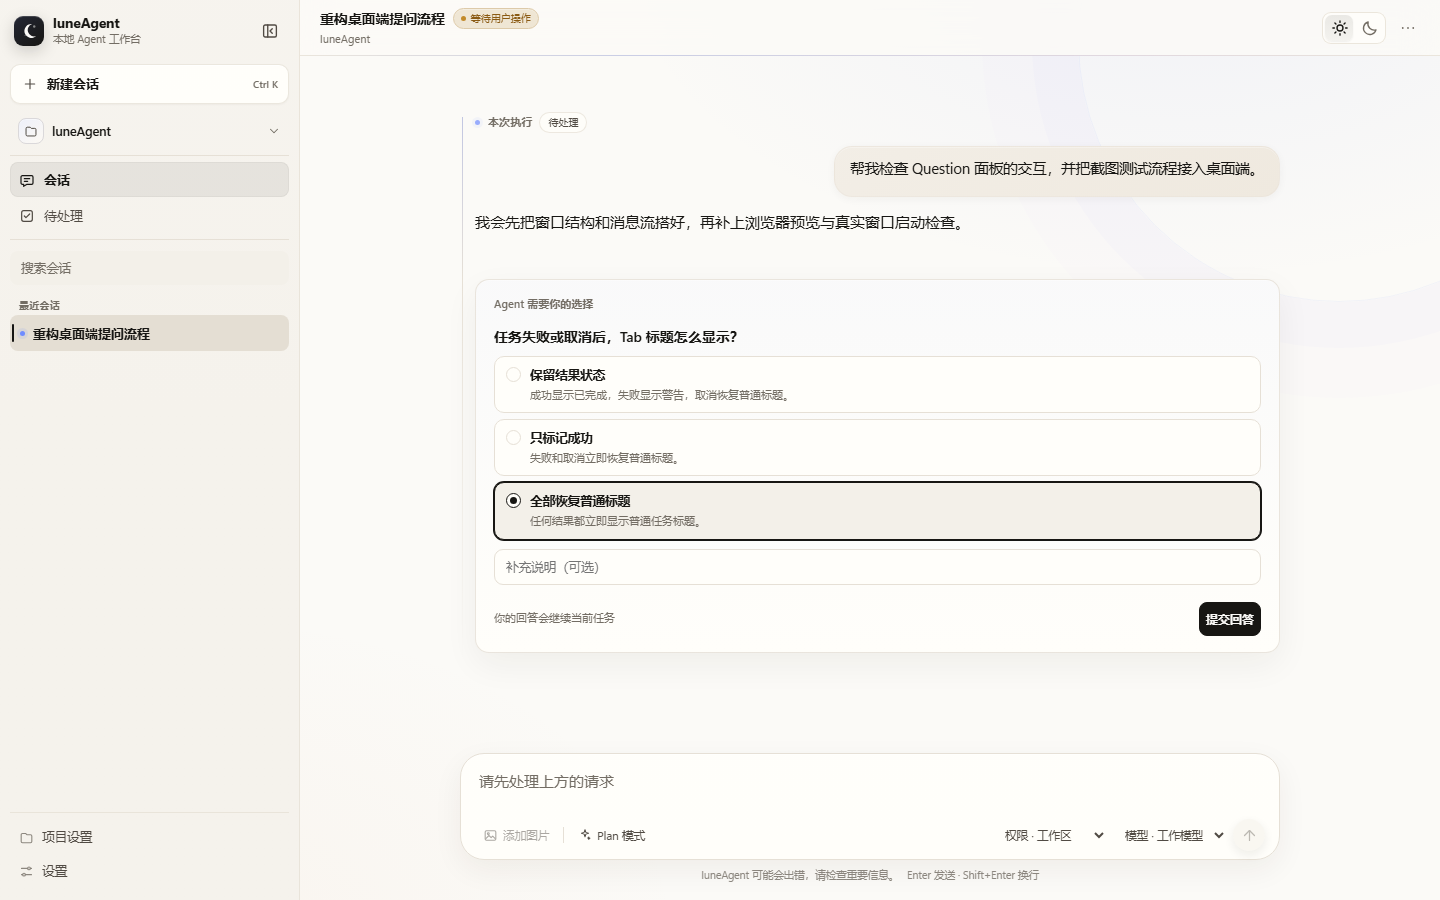 luneAgent
本地 Agent 工作台
新建会话
Ctrl K
luneAgent
会话
待处理
搜索会话
最近会话
重构桌面端提问流程
项目设置
设置
重构桌面端提问流程
等待用户操作
luneAgent
本次执行
待处理
帮我检查 Question 面板的交互，并把截图测试流程接入桌面端。
我会先把窗口结构和消息流搭好，再补上浏览器预览与真实窗口启动检查。
Agent 需要你的选择
任务失败或取消后，Tab 标题怎么显示？
保留结果状态
成功显示已完成，失败显示警告，取消恢复普通标题。
只标记成功
失败和取消立即恢复普通标题。
全部恢复普通标题
任何结果都立即显示普通任务标题。
补充说明（可选）
你的回答会继续当前任务
提交回答
请先处理上方的请求
添加图片
Plan 模式
权限 · 工作区
模型 · 工作模型
luneAgent 可能会出错，请检查重要信息。 Enter 发送 · Shift+Enter 换行